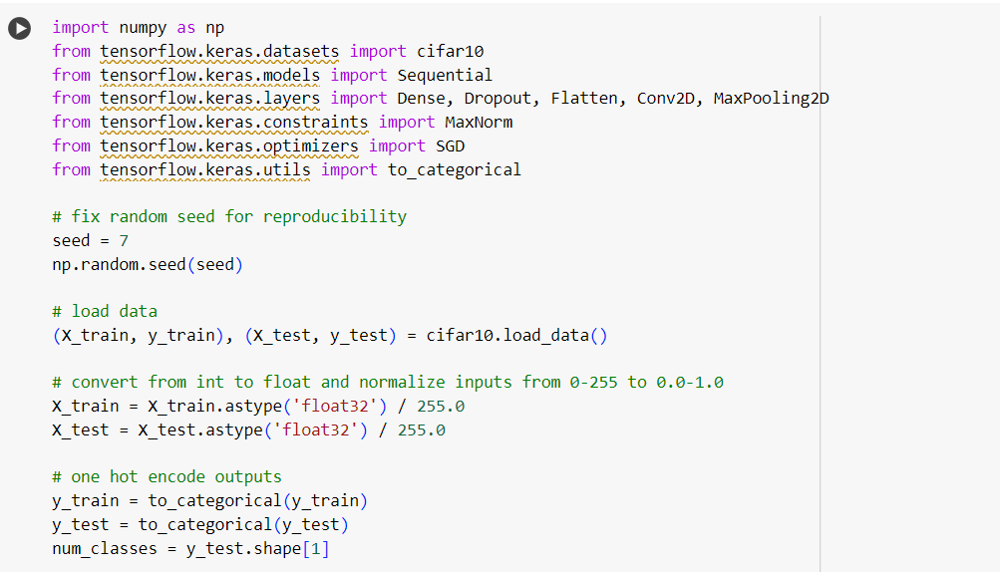 import numpy as np
from tensorflow.keras.datasets import cifar10
from tensorflow.keras.models import Sequential
from tensorflow.keras.layers import Dense, Dropout, Flatten, Conv2D, MaxPooling2D
from tensorflow.keras.constraints import MaxNorm
from tensorflow.keras.optimizers import SGD
from tensorflow.keras.utils import to_categorical

# fix random seed for reproducibility
seed = 7
np.random.seed(seed)

# load data
(X_train, y_train), (X_test, y_test) = cifar10.load_data()

# convert from int to float and normalize inputs from 0-255 to 0.0-1.0
X_train = X_train.astype('float32') / 255.0
X_test = X_test.astype('float32') / 255.0

# one hot encode outputs
y_train = to_categorical(y_train)
y_test = to_categorical(y_test)
num_classes = y_test.shape[1]